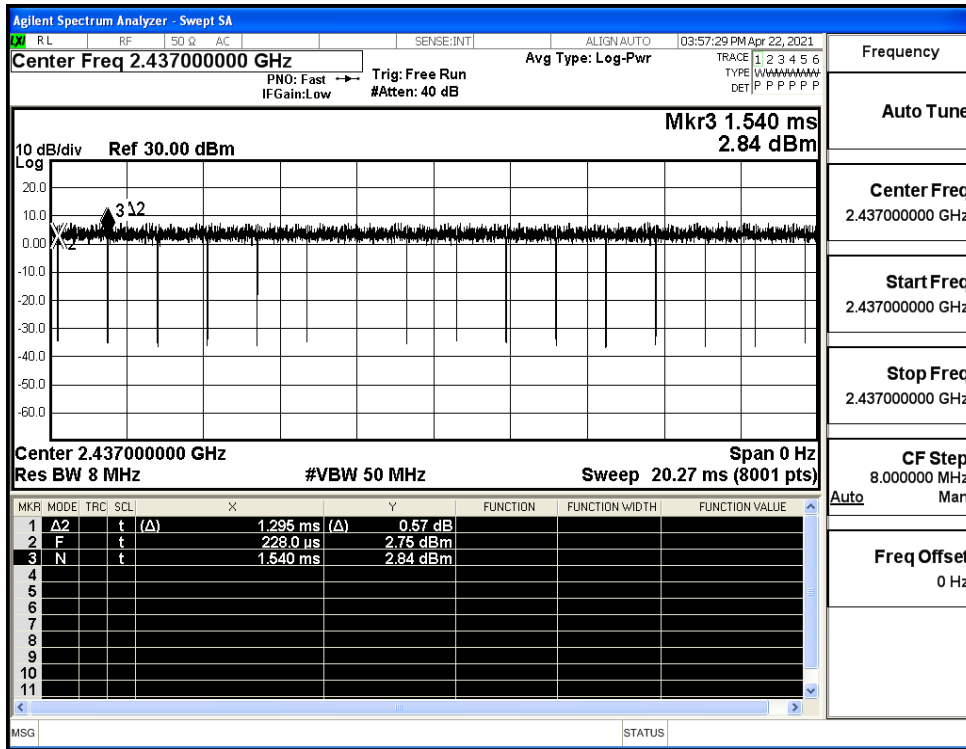 Agilent Spectrum Analyzer - Swept SA
LXI RL RF 50 Ω AC SENSE:INT ALIGN AUTO 03:57:29 PM Apr 22, 2021
Center Freq 2.437000000 GHz Avg Type: Log-Pwr TRACE 1 2 3 4 5 6
PNO: Fast Trig: Free Run TYPE
IFGain:Low #Atten: 40 dB DET P P P P P P
Mkr3 1.540 ms
10 dB/div Ref 30.00 dBm 2.84 dBm
Log
20.0
10.0 3 Δ2
0.00 2
-10.0
-20.0
-30.0
-40.0
-50.0
-60.0
Center 2.437000000 GHz Span 0 Hz
Res BW 8 MHz #VBW 50 MHz Sweep 20.27 ms (8001 pts)
MKR MODE TRC SCL X Y FUNCTION FUNCTION WIDTH FUNCTION VALUE
1 Δ2 t (Δ) 1.295 ms (Δ) 0.57 dB
2 F t 228.0 µs 2.75 dBm
3 N t 1.540 ms 2.84 dBm
4
5
6
7
8
9
10
11
MSG STATUS
Frequency
Auto Tune
Center Freq
2.437000000 GHz
Start Freq
2.437000000 GHz
Stop Freq
2.437000000 GHz
CF Step
8.000000 MHz
Auto Man
Freq Offset
0 Hz